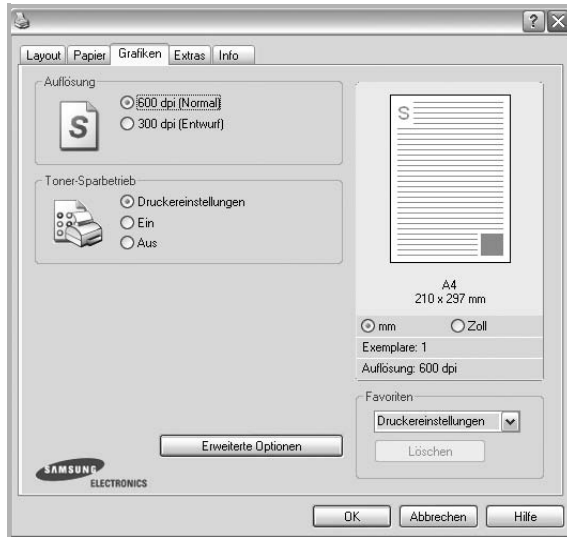 Layout Papier Grafiken Extras Info
Auflösung
600 dpi (Normal)
300 dpi (Entwurf)
S
Toner-Sparbetrieb
Druckereinstellungen
Ein
Aus
S
A4
210 x 297 mm
mm Zoll
Exemplare: 1
Auflösung: 600 dpi
Favoriten
Druckereinstellungen
Löschen
Erweiterte Optionen
SAMSUNG
ELECTRONICS
OK Abbrechen Hilfe